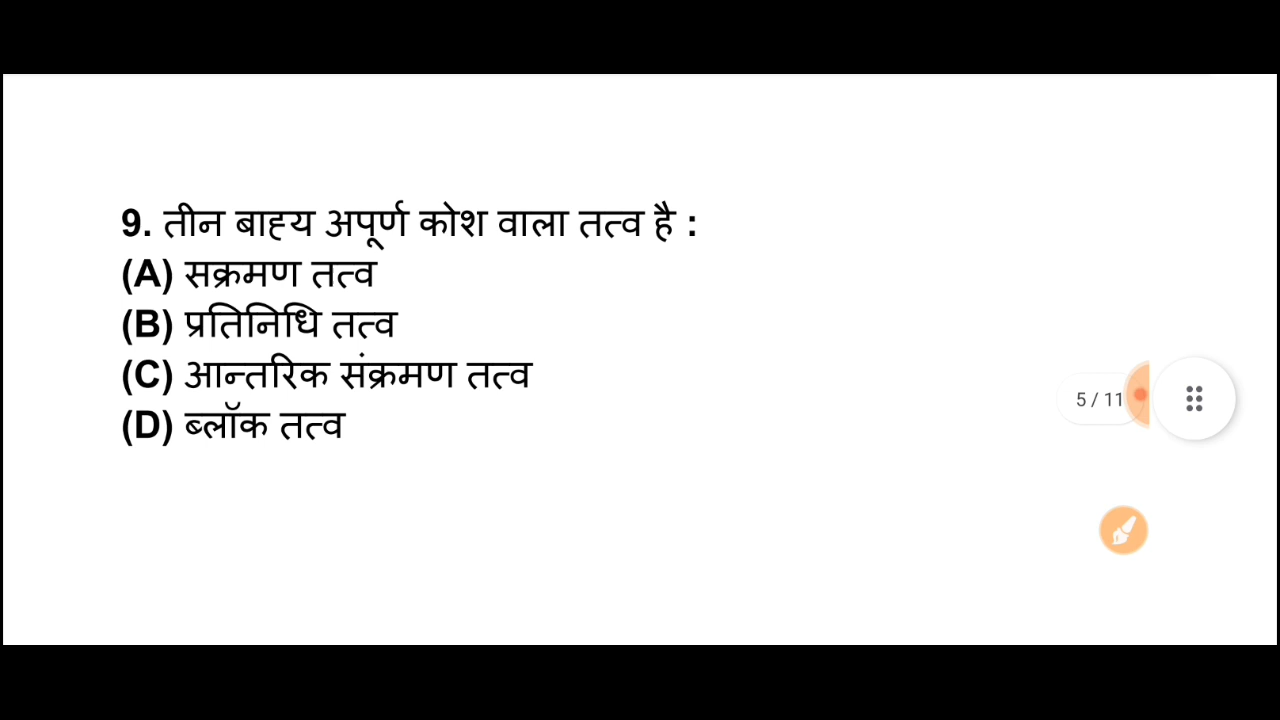 9. तीन बाह्य अपूर्ण कोश वाला तत्व है :
(A) सक्रमण तत्व
(B) प्रतिनिधि तत्व
(C) आन्तरिक संक्रमण तत्व
(D) ब्लॉक तत्व
5 / 11